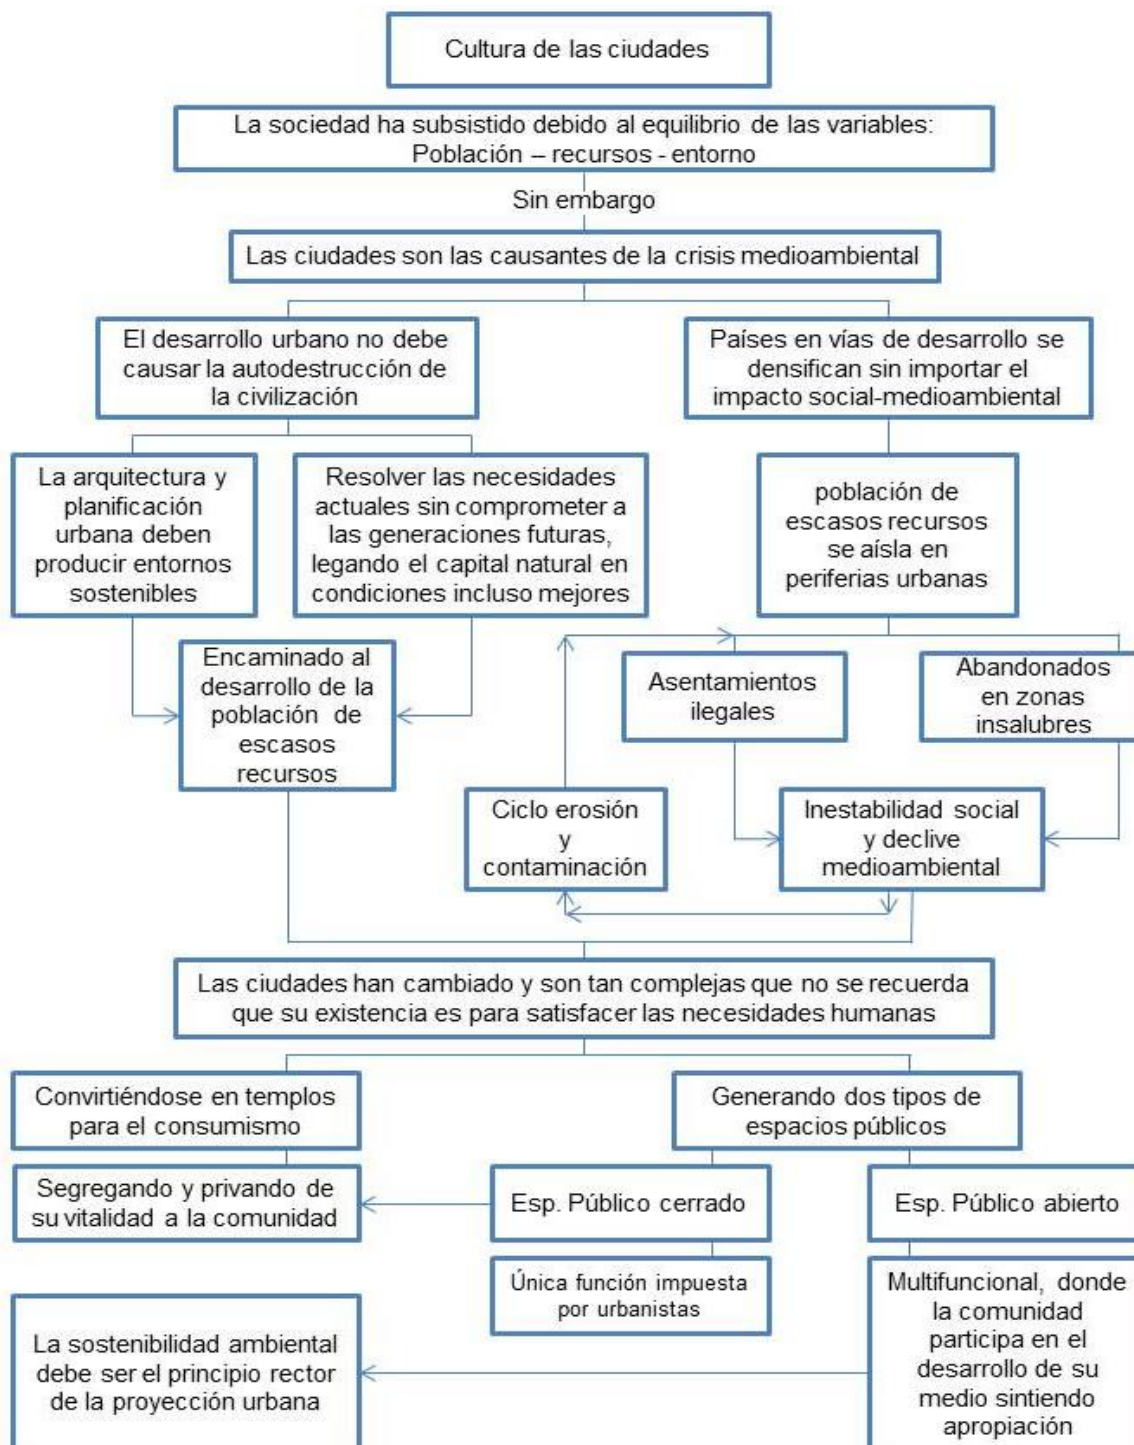 Cultura de las ciudades
La sociedad ha subsistido debido al equilibrio de las variables:
Población – recursos - entorno
Sin embargo
Las ciudades son las causantes de la crisis medioambiental
El desarrollo urbano no debe
causar la autodestrucción de
la civilización
Países en vías de desarrollo se
densifican sin importar el
impacto social-medioambiental
La arquitectura y
planificación
urbana deben
producir entornos
sostenibles
Resolver las necesidades
actuales sin comprometer a
las generaciones futuras,
legando el capital natural en
condiciones incluso mejores
población de
escasos recursos
se aísla en
periferias urbanas
Encaminado al
desarrollo de la
población de
escasos
recursos
Asentamientos
ilegales
Abandonados
en zonas
insalubres
Ciclo erosión
y
contaminación
Inestabilidad social
y declive
medioambiental
Las ciudades han cambiado y son tan complejas que no se recuerda
que su existencia es para satisfacer las necesidades humanas
Convirtiéndose en templos
para el consumismo
Generando dos tipos de
espacios públicos
Segregando y privando de
su vitalidad a la comunidad
Esp. Público cerrado
Esp. Público abierto
Única función impuesta
por urbanistas
Multifuncional, donde
la comunidad
participa en el
desarrollo de su
medio sintiendo
apropiación
La sostenibilidad ambiental
debe ser el principio rector
de la proyección urbana